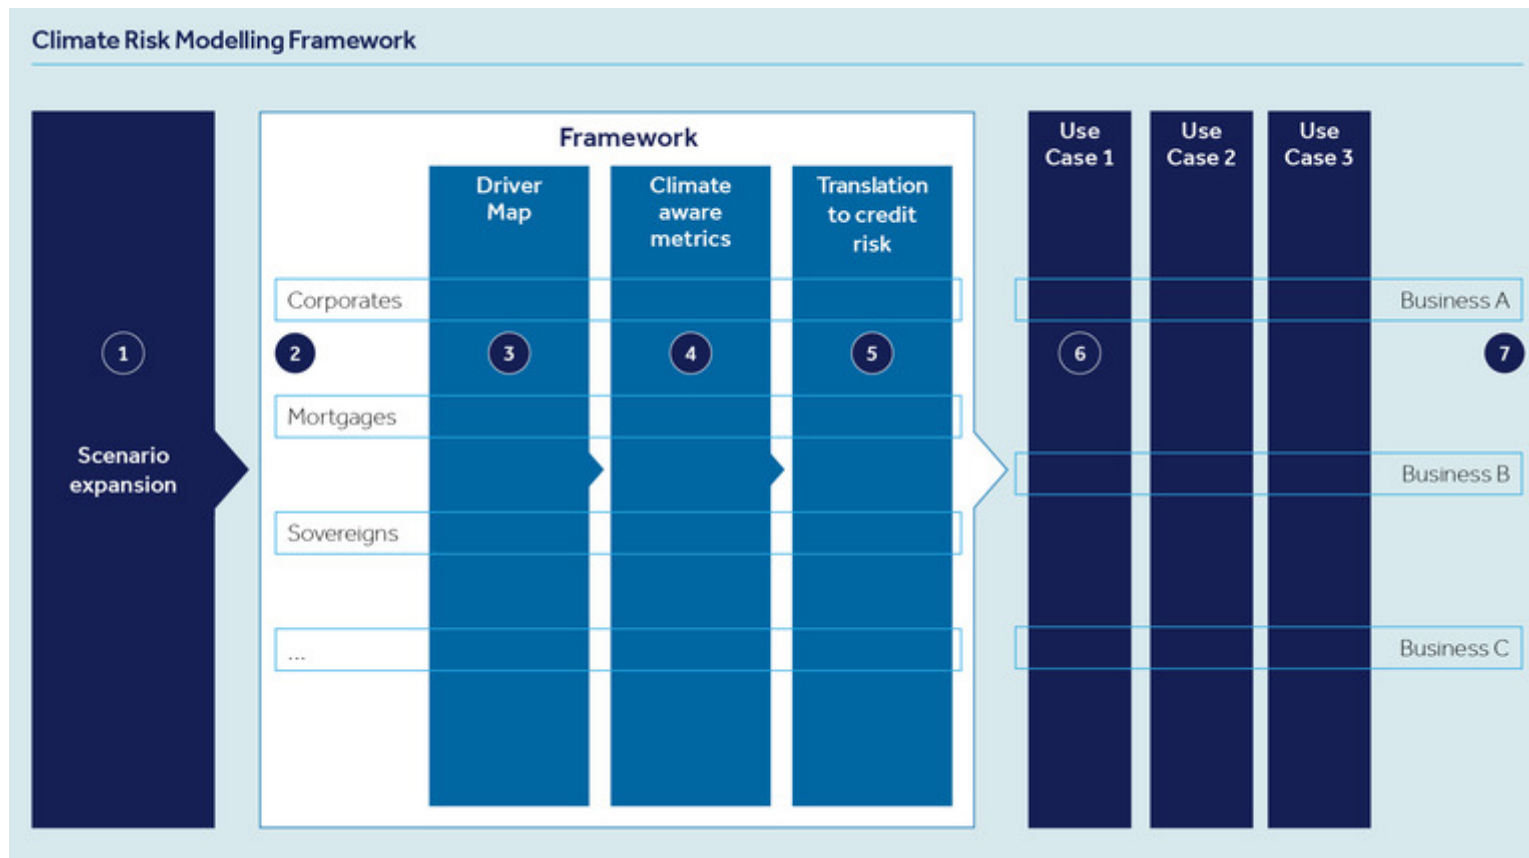 Climate Risk Modelling Framework
1
Scenario
expansion
Framework
Driver
Map
Climate
aware
metrics
Translation
to credit
risk
Corporates
2
3
4
5
Mortgages
Sovereigns
...
Use
Case 1
Use
Case 2
Use
Case 3
Business A
6
7
Business B
Business C